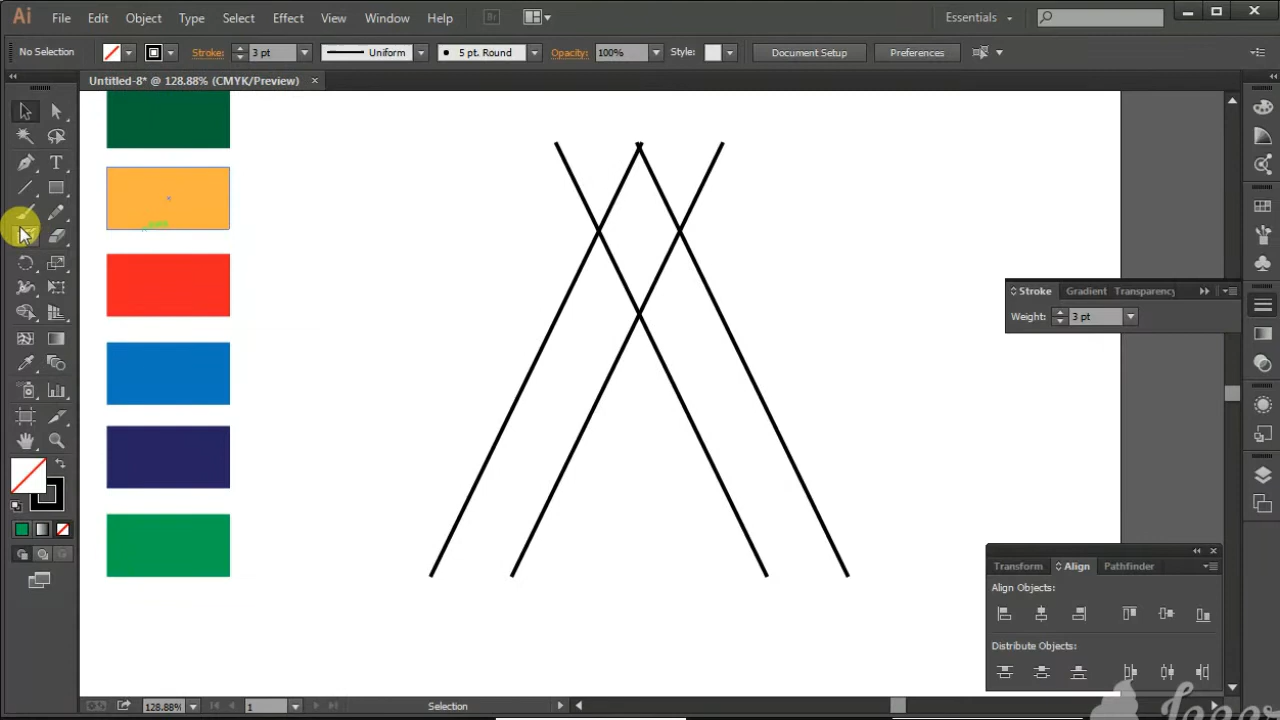 Ai File Edit Object Type Select Effect View Window Help Br Essentials
No Selection Stroke: 3 pt Uniform 5 pt. Round Opacity: 100% Style: Document Setup Preferences
Untitled-8* @ 128.88% (CMYK/Preview) ×
T
Stroke Gradient Transparency
Weight: 3 pt
Transform Align Pathfinder
Align Objects:
Distribute Objects:
128.88% 1 Selection